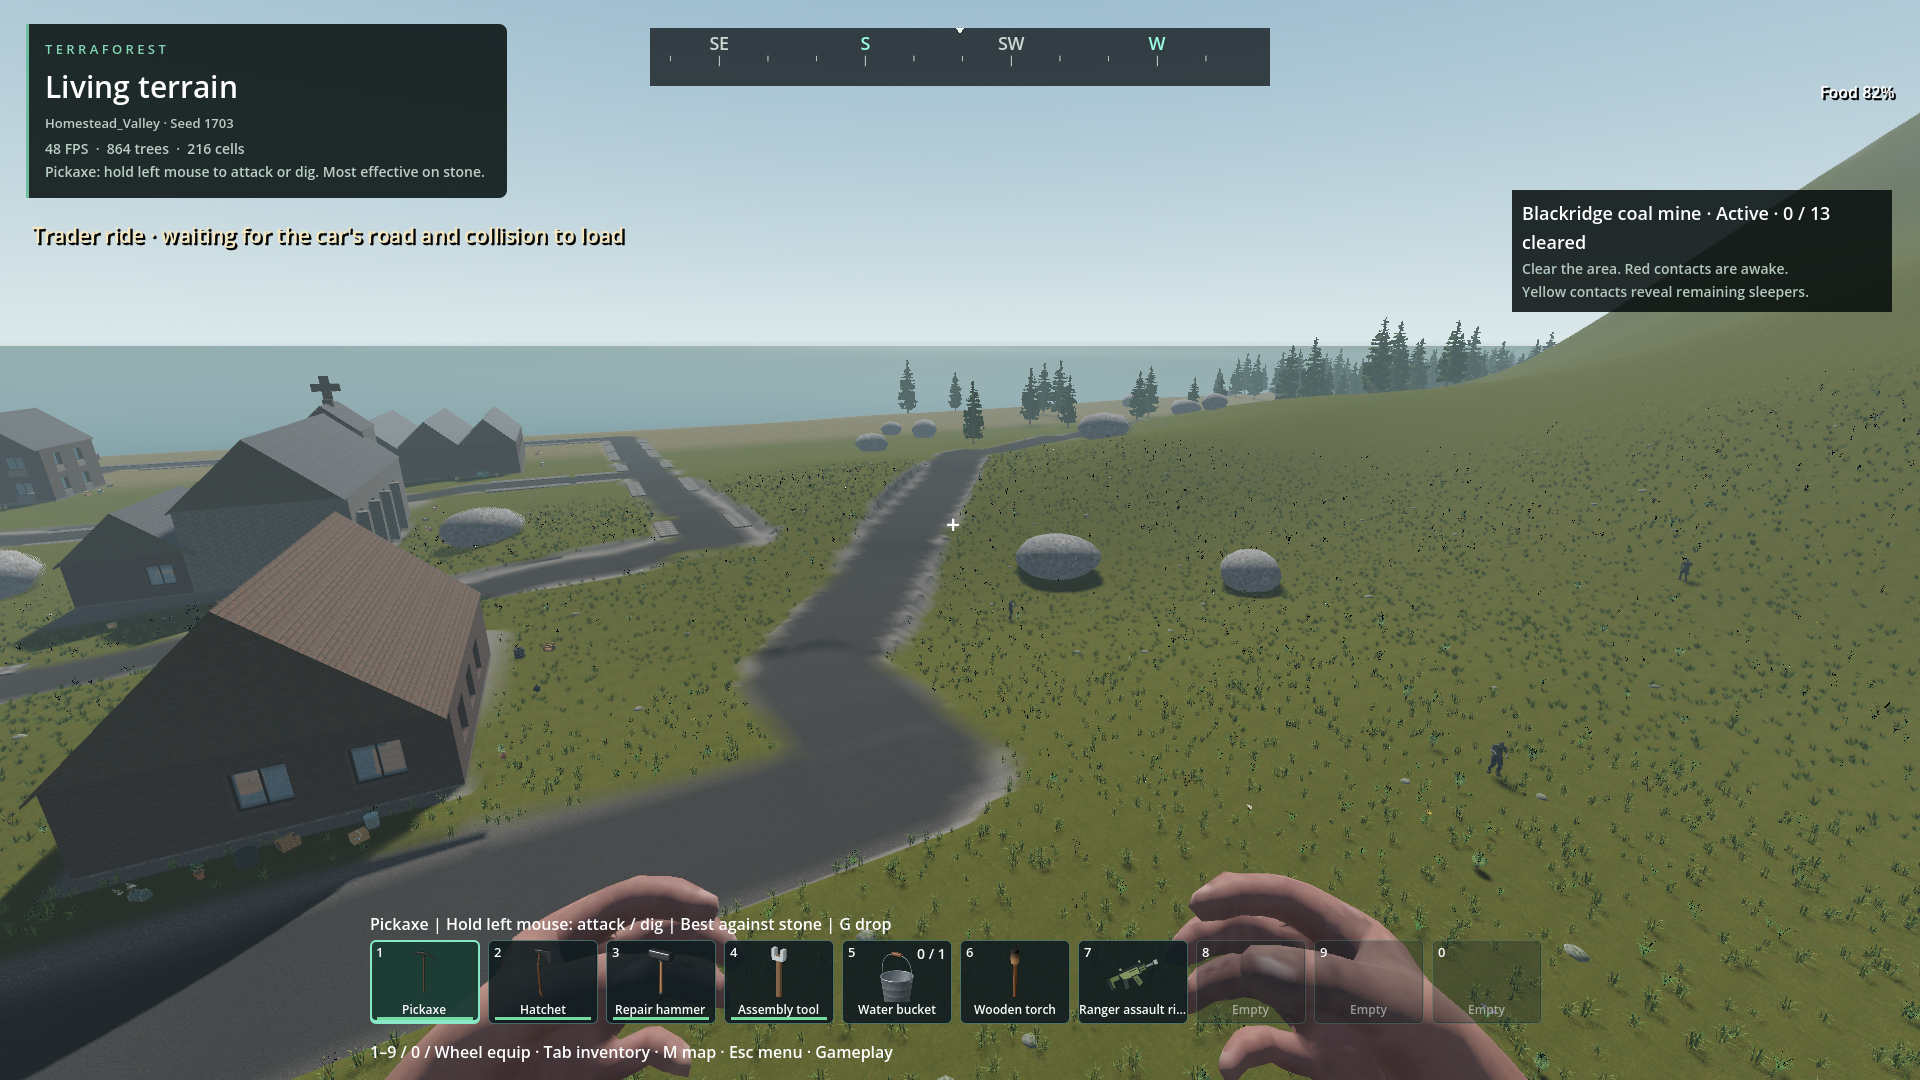 SE S SW W
TERRAFOREST
Living terrain
Homestead_Valley · Seed 1703
48 FPS · 864 trees · 216 cells
Pickaxe: hold left mouse to attack or dig. Most effective on stone.
Food 82%
Trader ride · waiting for the car's road and collision to load
Blackridge coal mine · Active · 0 / 13
cleared
Clear the area. Red contacts are awake.
Yellow contacts reveal remaining sleepers.
Pickaxe | Hold left mouse: attack / dig | Best against stone | G drop
1 Pickaxe
2 Hatchet
3 Repair hammer
4 Assembly tool
5 0 / 1 Water bucket
6 Wooden torch
7 Ranger assault ri...
8 Empty
9 Empty
0 Empty
1–9 / 0 / Wheel equip · Tab inventory · M map · Esc menu · Gameplay